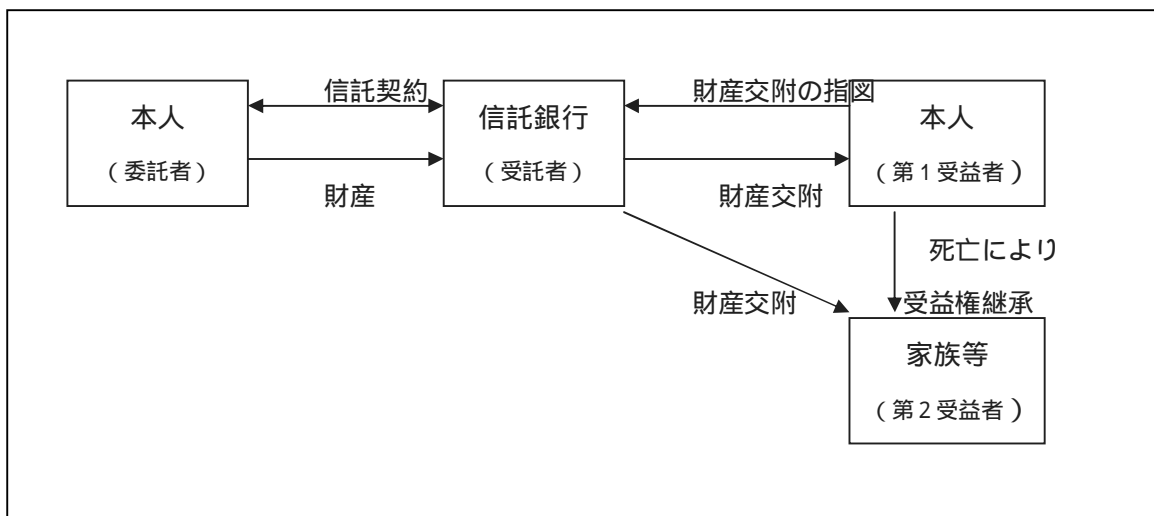 信託契約
財産交附の指図
本人
信託銀行
本人
（委託者）
（受託者）
（第１受益者）
財産
財産交附
死亡により
財産交附
受益権継承
家族等
（第２受益者）